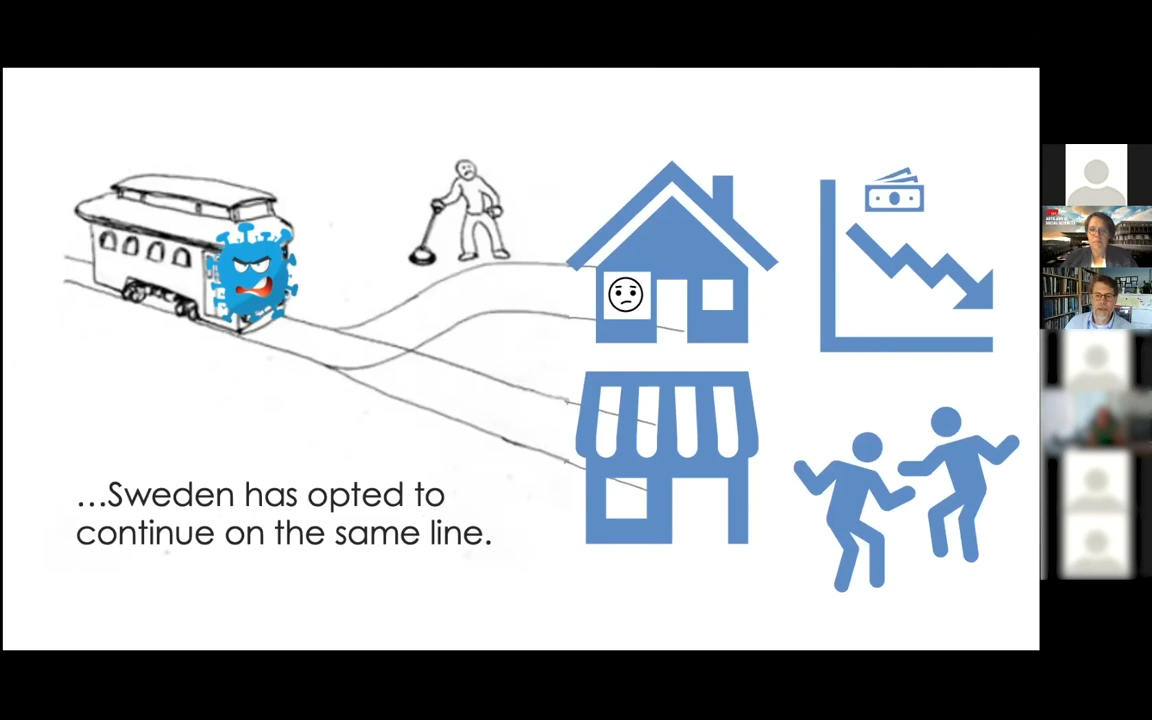 …Sweden has opted to
continue on the same line.